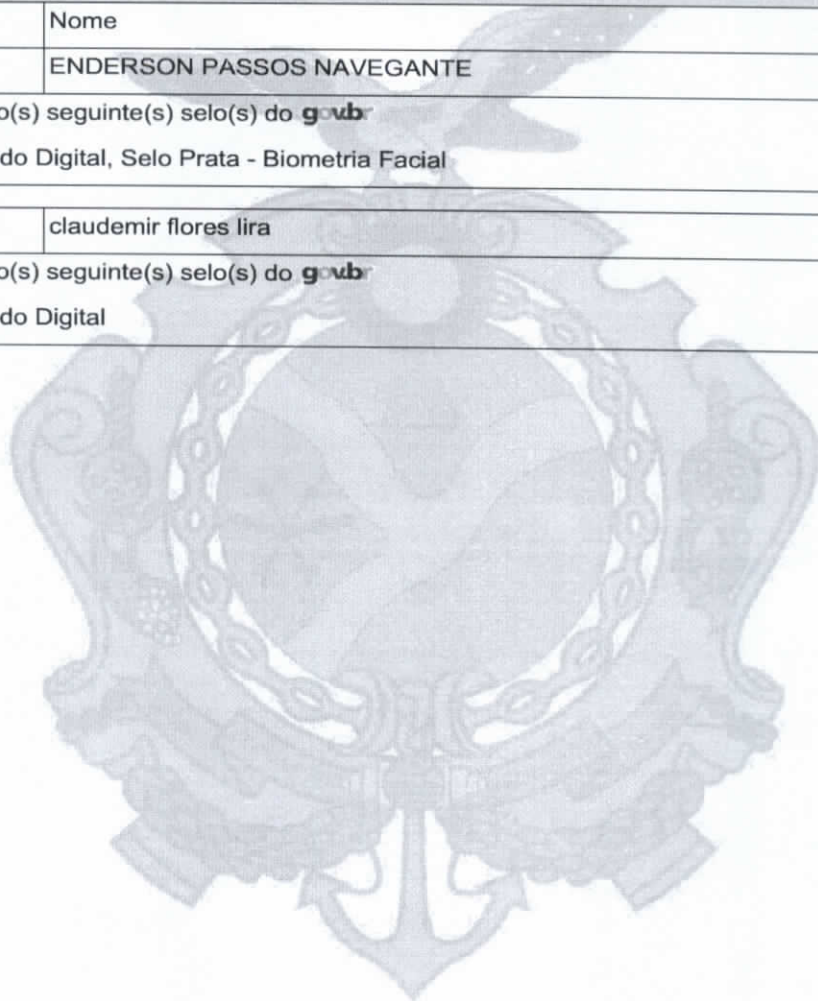 Nome
ENDERSON PASSOS NAVEGANTE
o(s) seguinte(s) selo(s) do gov.br
do Digital, Selo Prata - Biometria Facial
claudemir flores lira
o(s) seguinte(s) selo(s) do gov.br
do Digital